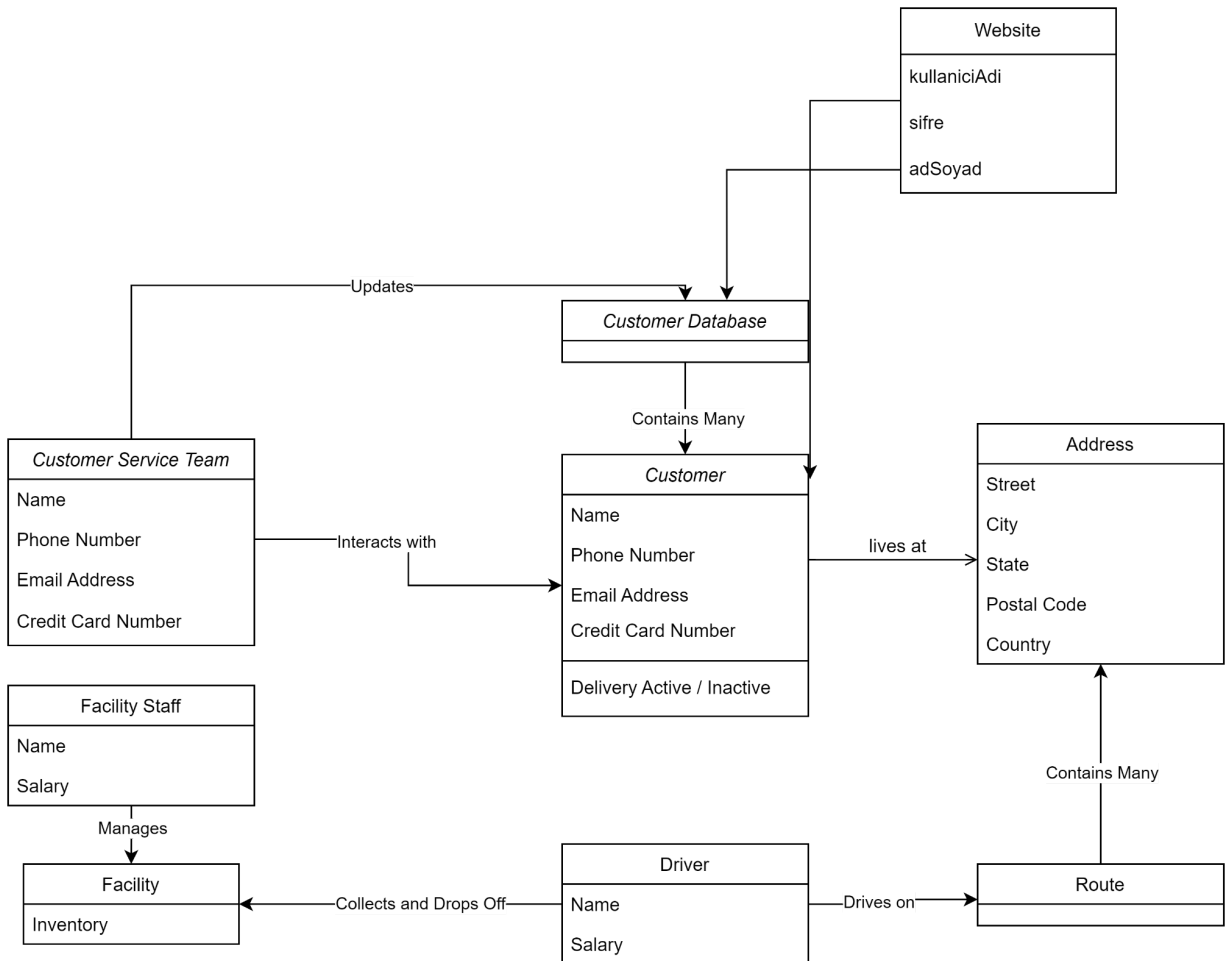 Website
kullaniciAdi
sifre
adSoyad
Updates
Customer Database
Contains Many
Customer Service Team
Name
Phone Number
Email Address
Credit Card Number
Interacts with
Customer
Name
Phone Number
Email Address
Credit Card Number
Delivery Active / Inactive
lives at
Address
Street
City
State
Postal Code
Country
Facility Staff
Name
Salary
Manages
Facility
Inventory
Collects and Drops Off
Driver
Name
Salary
Drives on
Route
Contains Many